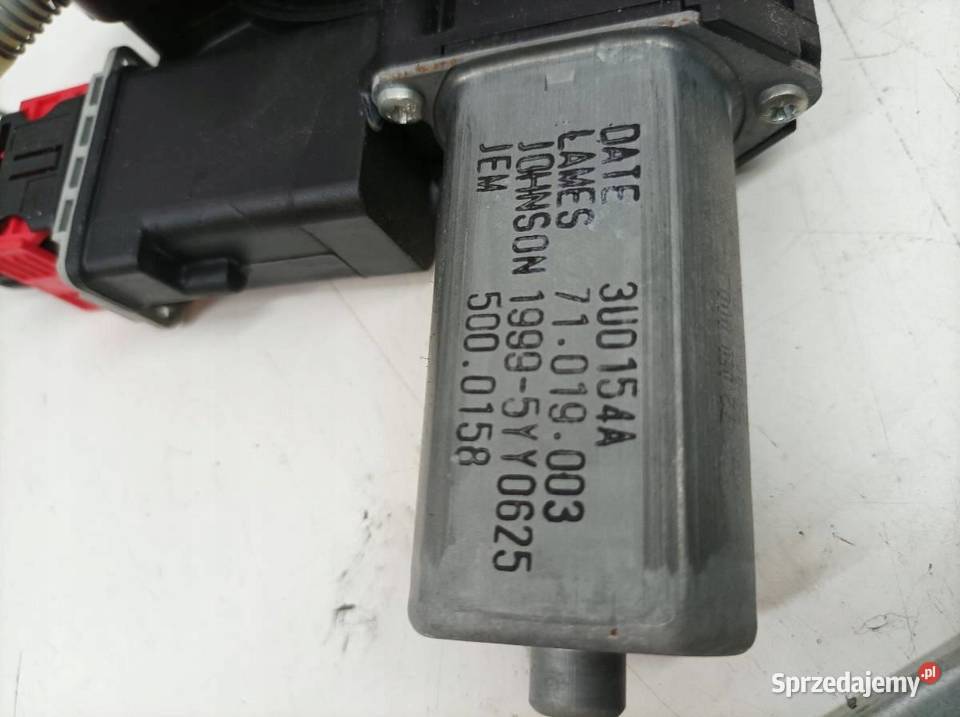 DATE 3U0154A
LAMES 71.019.003
JOHNSON 1999-5YY0625
JEM 500.0158
Sprzedajemy.pl